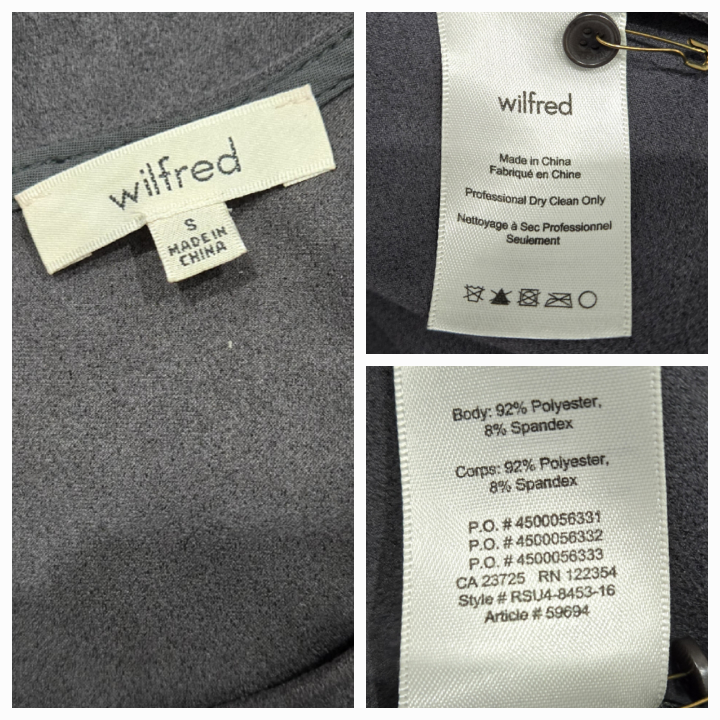 wilfred
S
MADE IN
CHINA
wilfred
Made in China
Fabriqué en Chine
Professional Dry Clean Only
Nettoyage à Sec Professionnel
Seulement
Body: 92% Polyester,
8% Spandex
Corps: 92% Polyester,
8% Spandex
P.O. # 4500056331
P.O. # 4500056332
P.O. # 4500056333
CA 23725 RN 122354
Style # RSU4-8453-16
Article # 59694